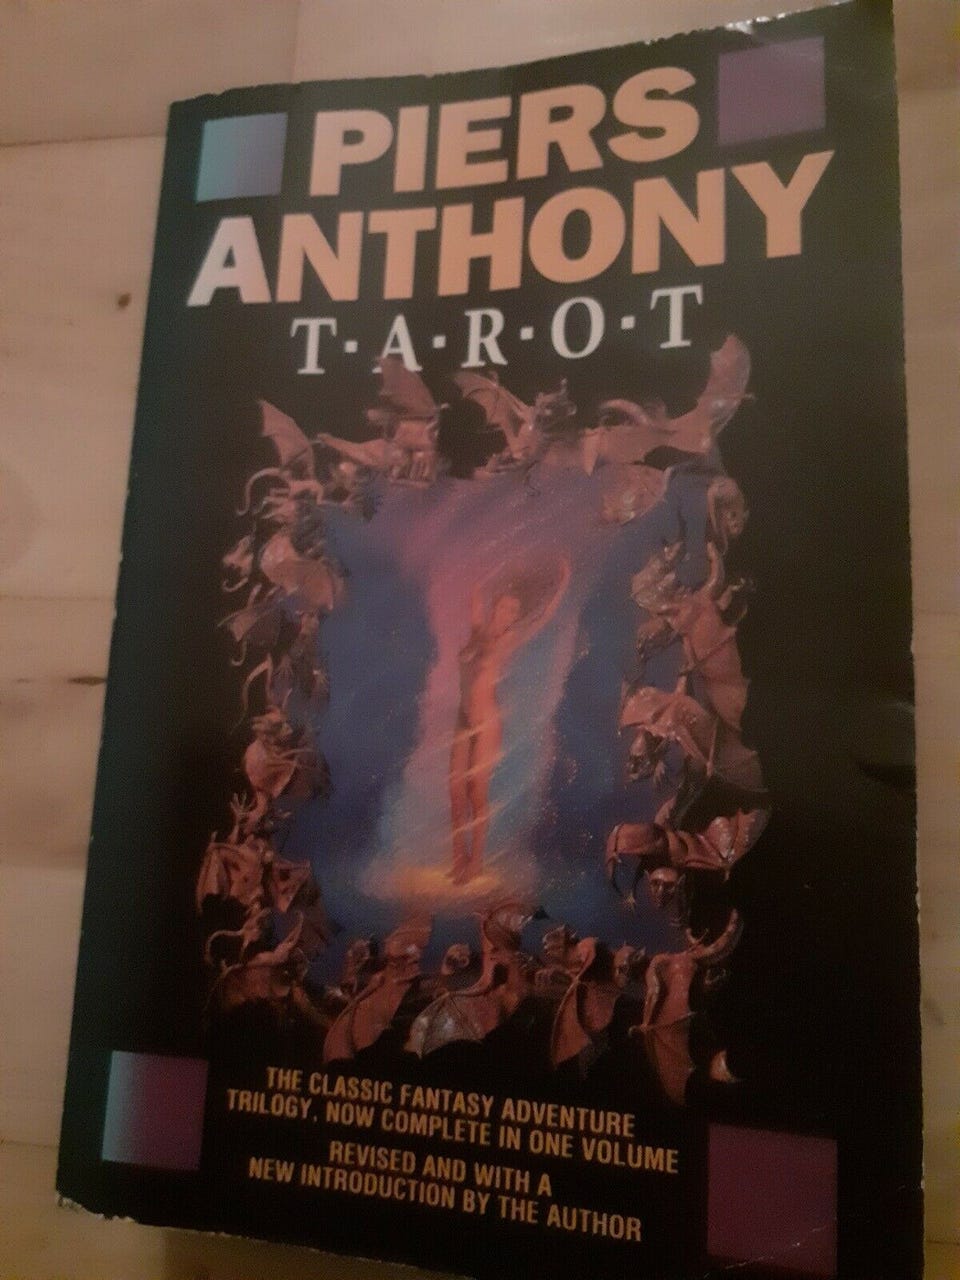 PIERS
ANTHONY
T·A·R·O·T
THE CLASSIC FANTASY ADVENTURE
TRILOGY, NOW COMPLETE IN ONE VOLUME
REVISED AND WITH A
NEW INTRODUCTION BY THE AUTHOR